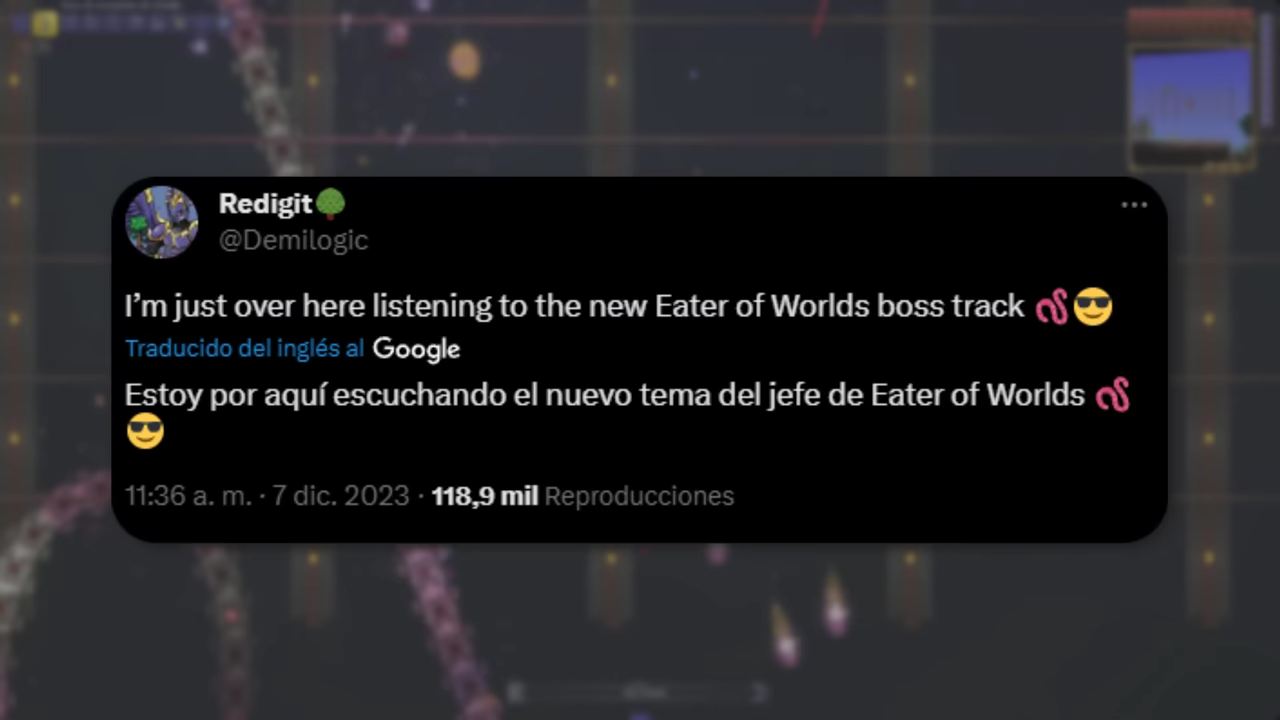 Redigit🌳
@Demilogic
I’m just over here listening to the new Eater of Worlds boss track 🪱😎
Traducido del inglés al Google
Estoy por aquí escuchando el nuevo tema del jefe de Eater of Worlds 🪱
😎
11:36 a. m. · 7 dic. 2023 · 118,9 mil Reproducciones